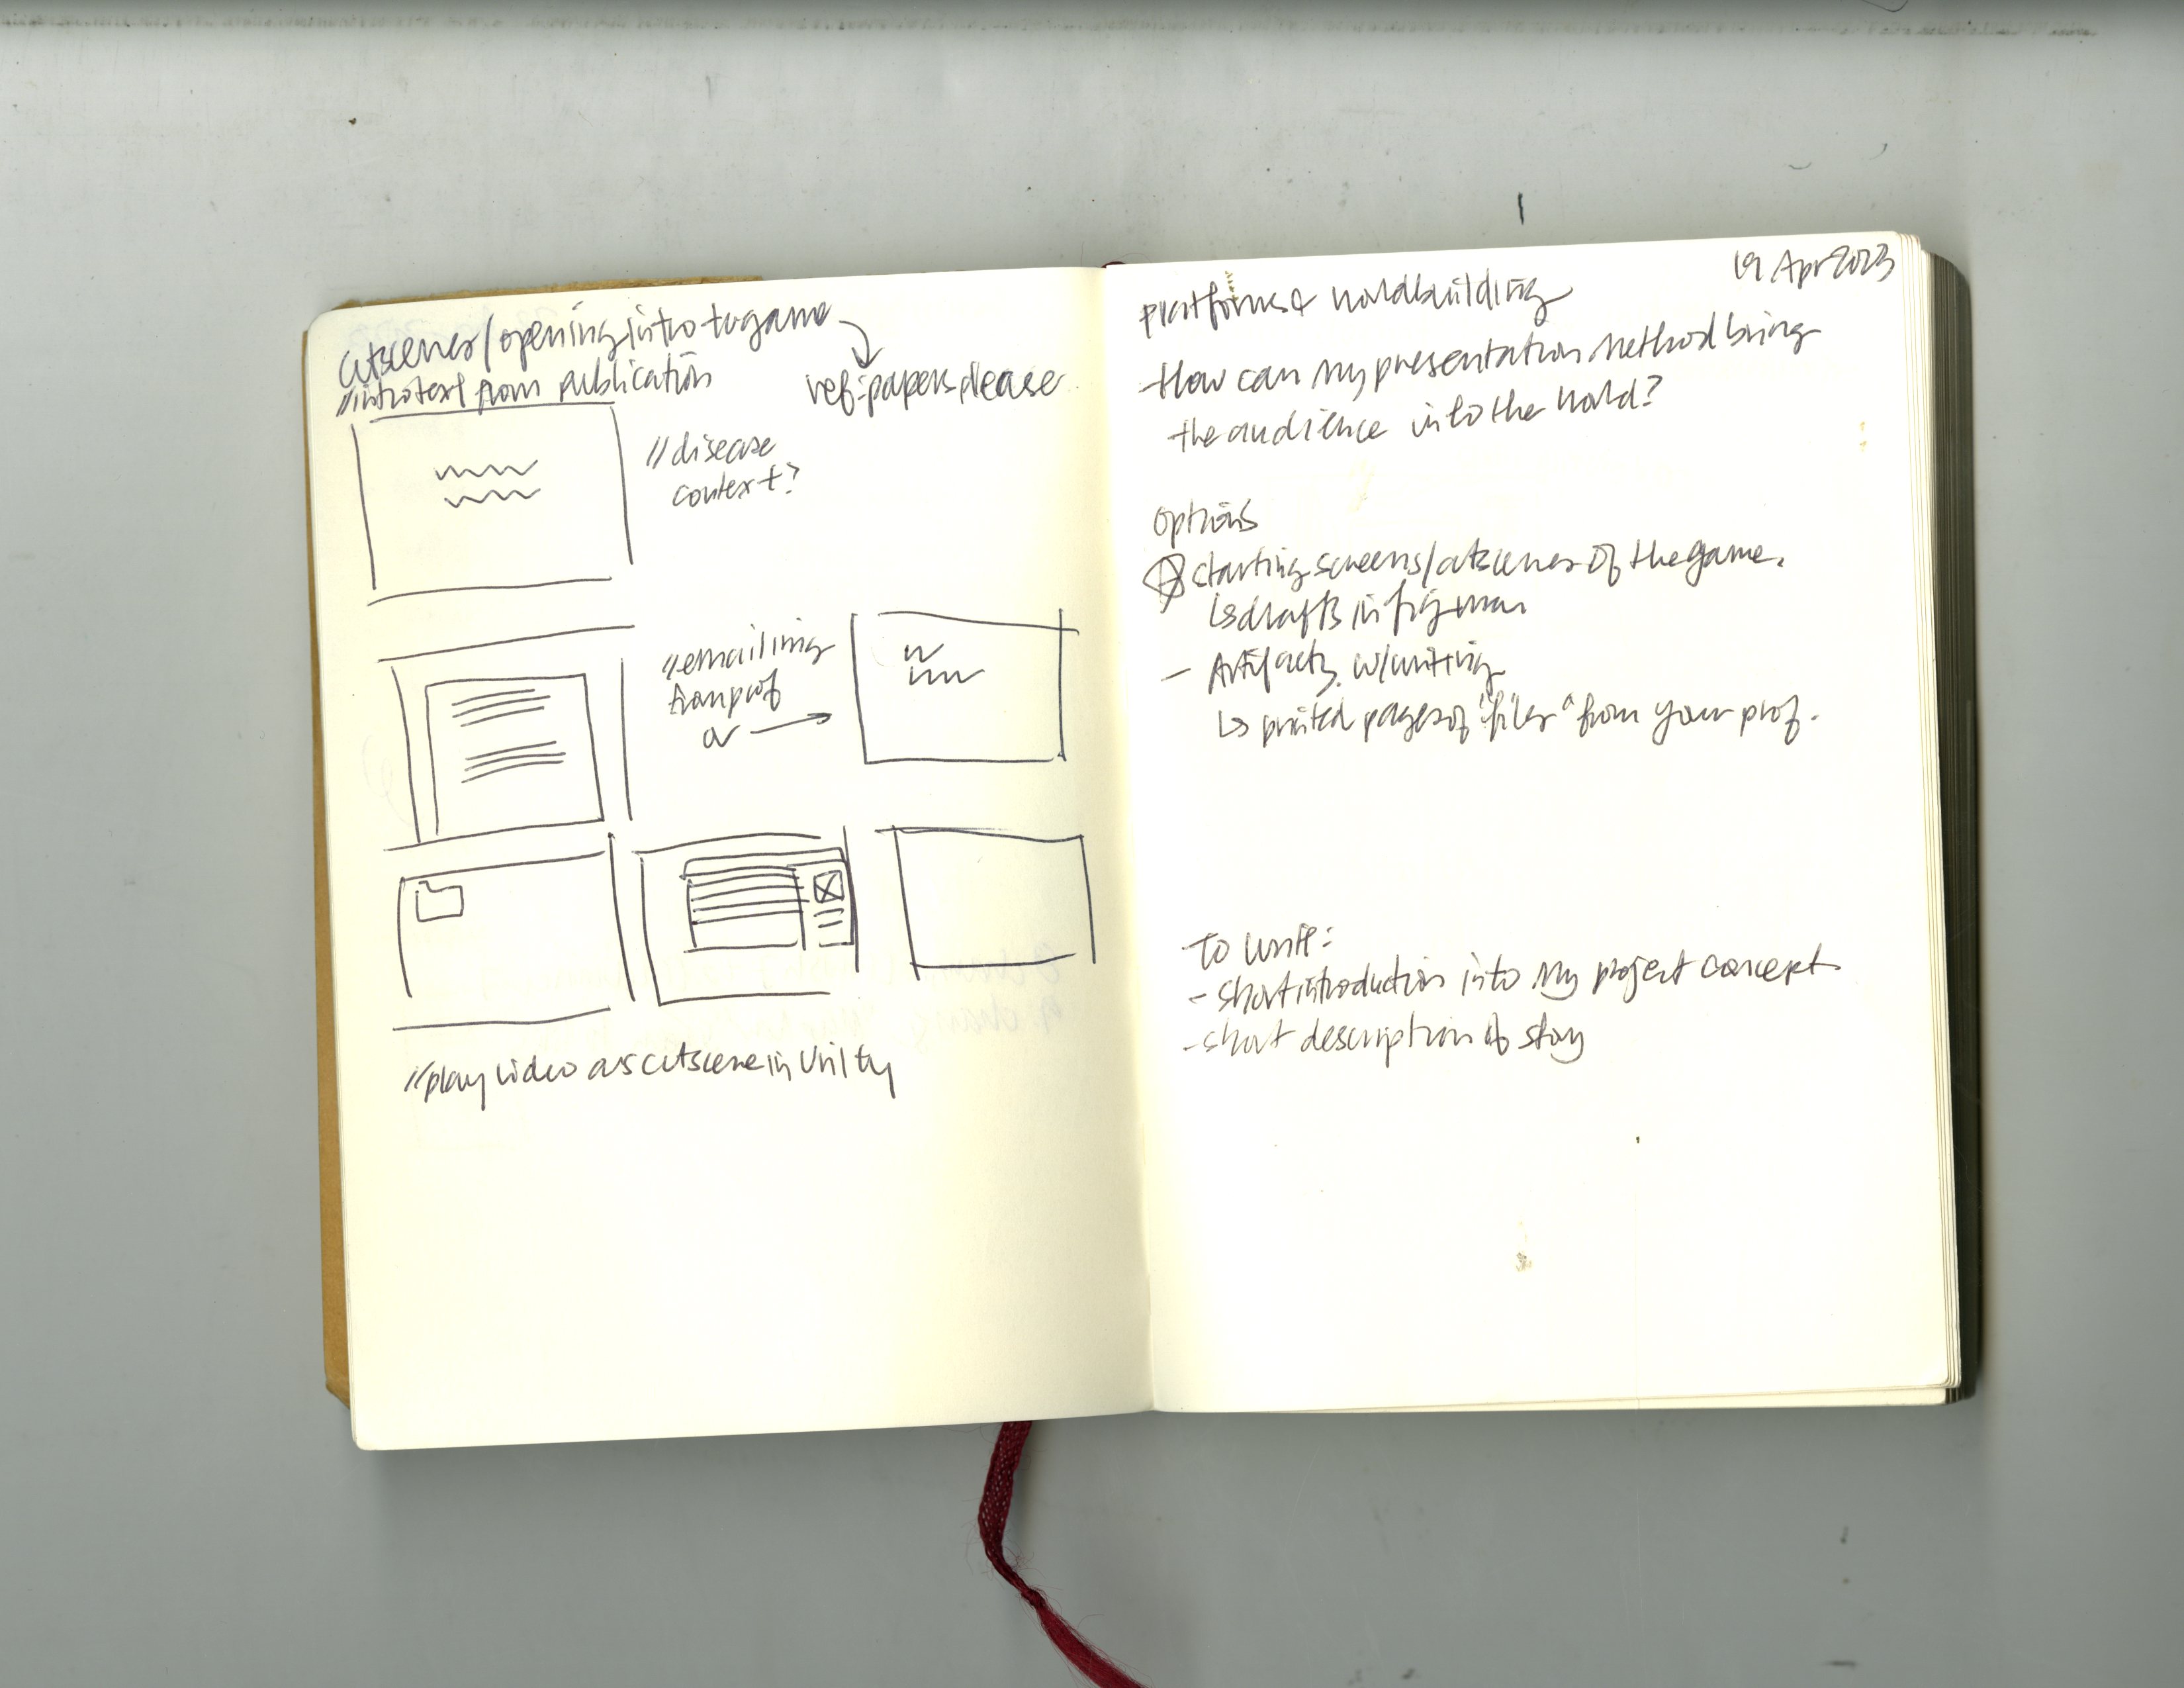 cutscenes/opening intro to game
//introtext from publication
ref: papers please
//disease
context?
//emailing
from prof
or
//play video as cutscene in Unity
19 Apr 2023
platforms & worldbuilding
-How can my presentation method bring
the audience into the world?
options
starting screens/cutscenes of the game.
↳drafts in figma
- Artifacts w/writing
↳ printed pages of "files" from your prof.
To write:
- short introduction into my project concept
- short description of story